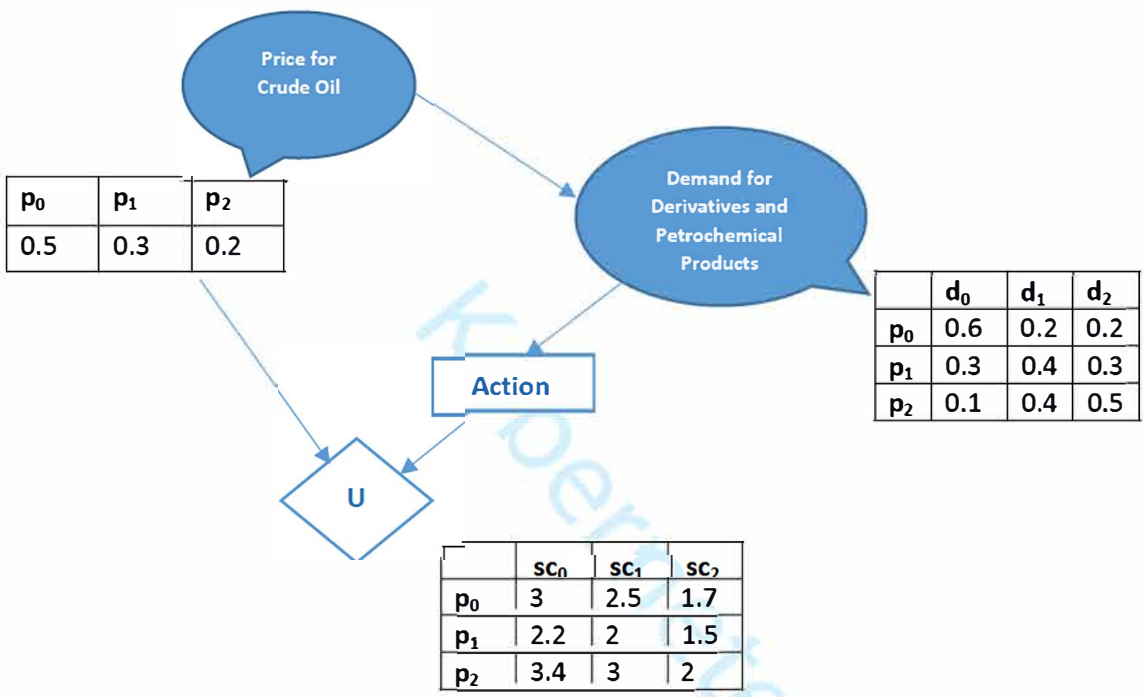 Price for
Crude Oil
p₀ p₁ p₂
0.5 0.3 0.2
Demand for
Derivatives and
Petrochemical
Products
d₀ d₁ d₂
p₀ 0.6 0.2 0.2
p₁ 0.3 0.4 0.3
p₂ 0.1 0.4 0.5
Action
U
sc₀ sc₁ sc₂
p₀ 3 2.5 1.7
p₁ 2.2 2 1.5
p₂ 3.4 3 2